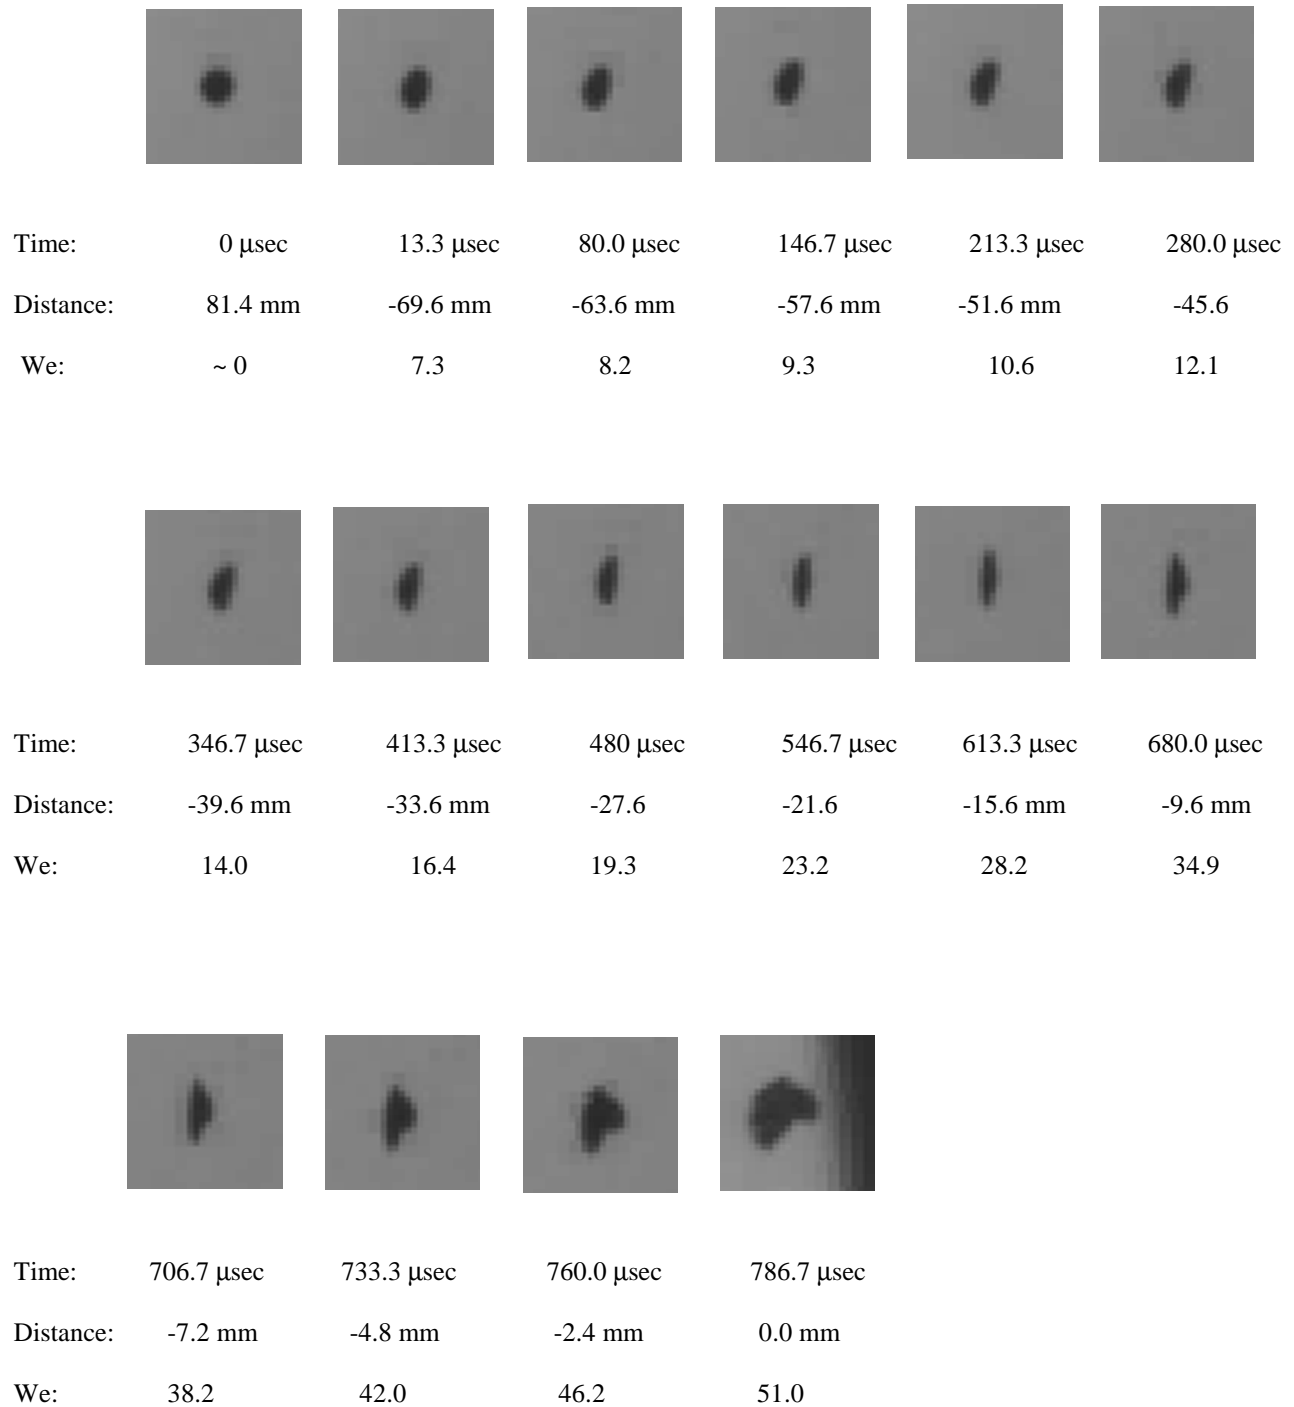 Time: 0 μsec 13.3 μsec 80.0 μsec 146.7 μsec 213.3 μsec 280.0 μsec
Distance: 81.4 mm -69.6 mm -63.6 mm -57.6 mm -51.6 mm -45.6
We: ~ 0 7.3 8.2 9.3 10.6 12.1
Time: 346.7 μsec 413.3 μsec 480 μsec 546.7 μsec 613.3 μsec 680.0 μsec
Distance: -39.6 mm -33.6 mm -27.6 -21.6 -15.6 mm -9.6 mm
We: 14.0 16.4 19.3 23.2 28.2 34.9
Time: 706.7 μsec 733.3 μsec 760.0 μsec 786.7 μsec
Distance: -7.2 mm -4.8 mm -2.4 mm 0.0 mm
We: 38.2 42.0 46.2 51.0